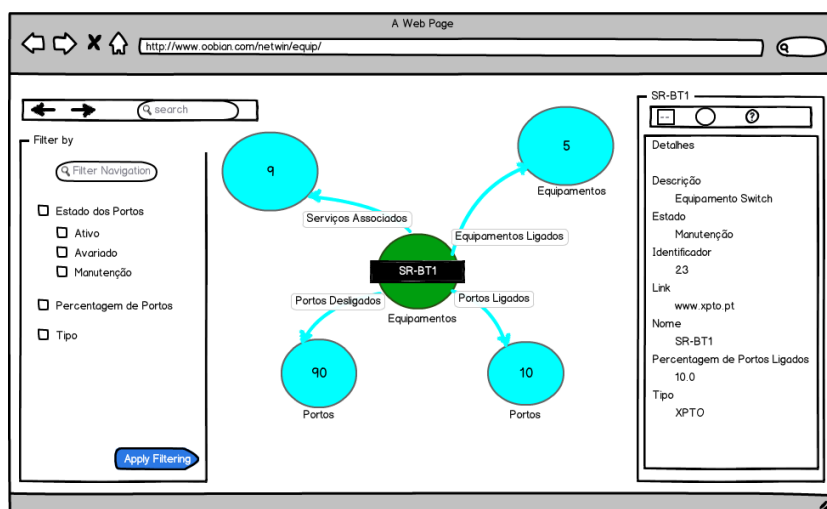 A Web Page
http://www.oobian.com/netwin/equip/
search
Filter by
Filter Navigation
Estado dos Portos
Ativo
Avariado
Manutenção
Percentagem de Portos
Tipo
Apply Filtering
9
5
Equipamentos
Serviços Associados
Equipamentos Ligados
SR-BT1
Portos Desligados
Portos Ligados
Equipamentos
90
10
Portos
Portos
SR-BT1
--
?
Detalhes
Descrição
Equipamento Switch
Estado
Manutenção
Identificador
23
Link
www.xpto.pt
Nome
SR-BT1
Percentagem de Portos Ligados
10.0
Tipo
XPTO